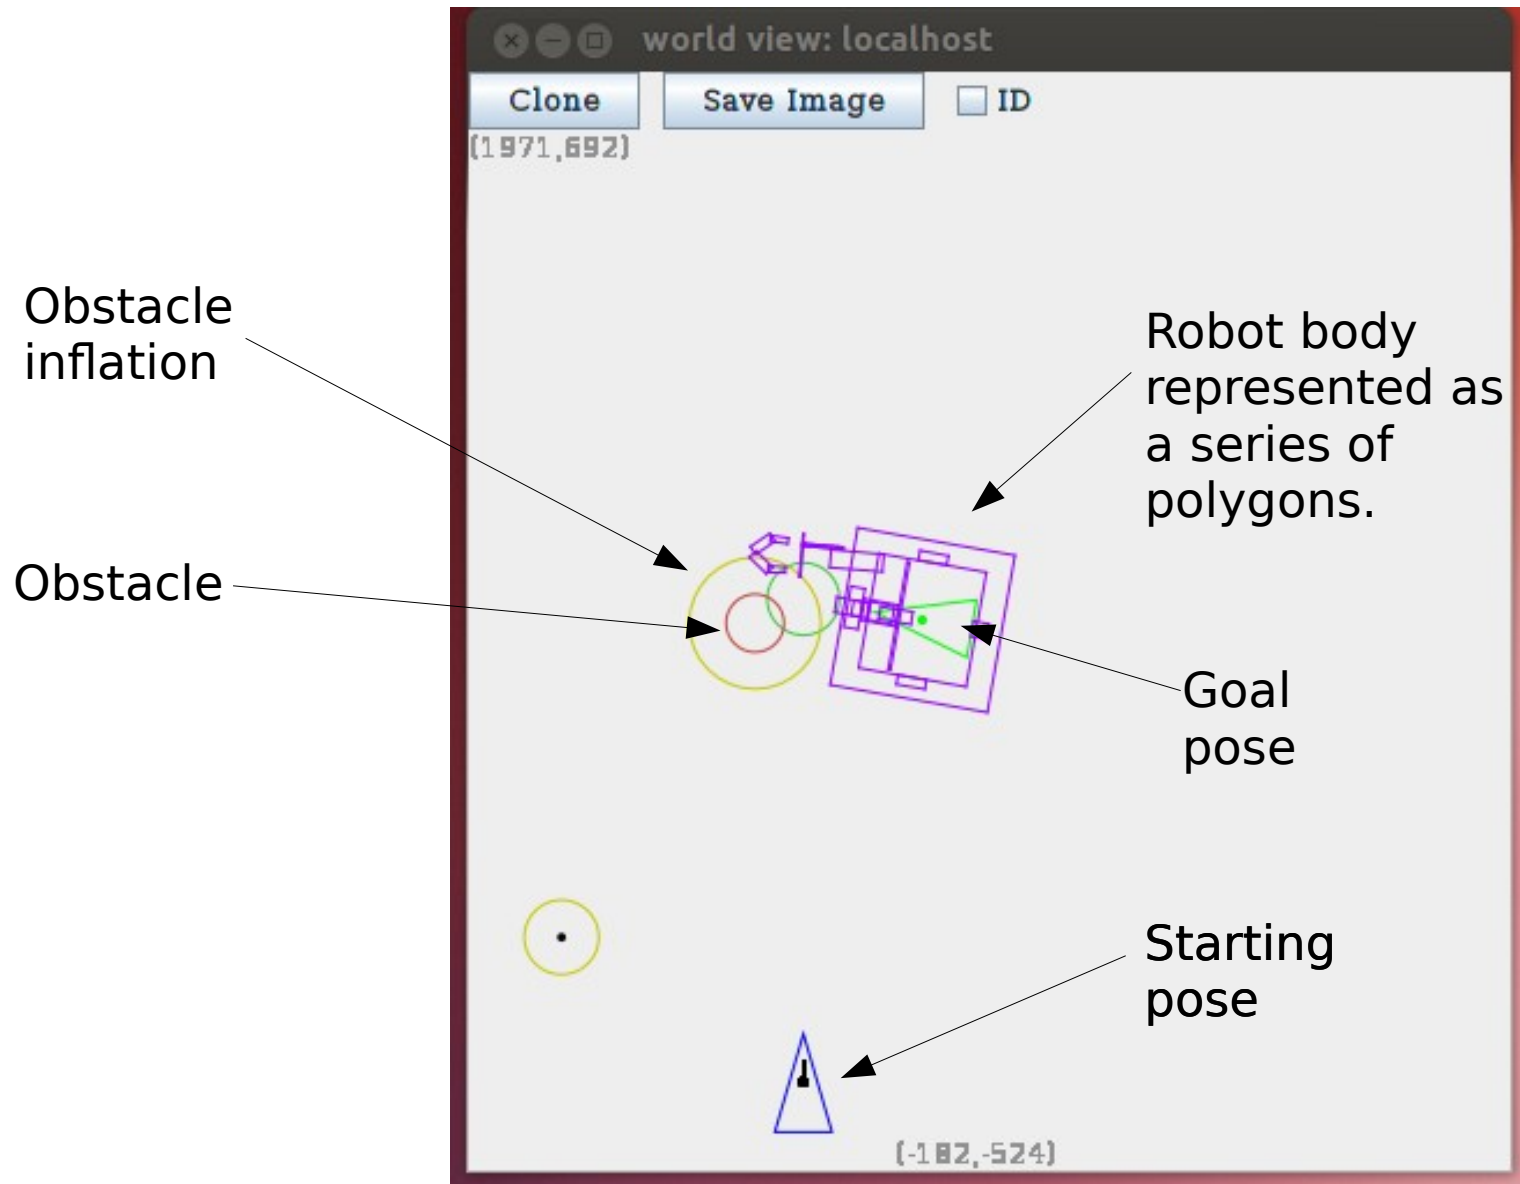 world view: localhost
Clone Save Image ID
(1971,692)
Obstacle
inflation
Robot body
represented as
a series of
polygons.
Obstacle
Goal
pose
Starting
pose
(-182,-524)